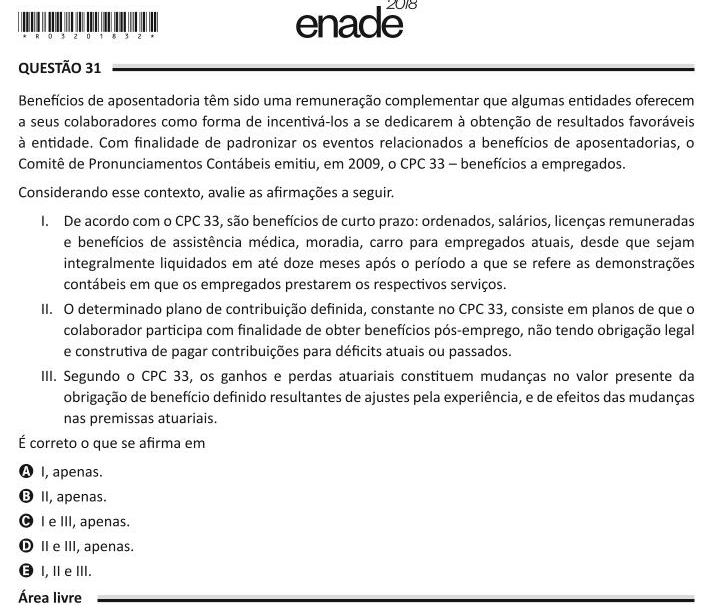 2018
enade
* R 0 3 2 0 1 8 3 2 *
QUESTÃO 31
Benefícios de aposentadoria têm sido uma remuneração complementar que algumas entidades oferecem
a seus colaboradores como forma de incentivá-los a se dedicarem à obtenção de resultados favoráveis
à entidade. Com finalidade de padronizar os eventos relacionados a benefícios de aposentadorias, o
Comitê de Pronunciamentos Contábeis emitiu, em 2009, o CPC 33 – benefícios a empregados.
Considerando esse contexto, avalie as afirmações a seguir.
I. De acordo com o CPC 33, são benefícios de curto prazo: ordenados, salários, licenças remuneradas
e benefícios de assistência médica, moradia, carro para empregados atuais, desde que sejam
integralmente liquidados em até doze meses após o período a que se refere as demonstrações
contábeis em que os empregados prestarem os respectivos serviços.
II. O determinado plano de contribuição definida, constante no CPC 33, consiste em planos de que o
colaborador participa com finalidade de obter benefícios pós-emprego, não tendo obrigação legal
e construtiva de pagar contribuições para déficits atuais ou passados.
III. Segundo o CPC 33, os ganhos e perdas atuariais constituem mudanças no valor presente da
obrigação de benefício definido resultantes de ajustes pela experiência, e de efeitos das mudanças
nas premissas atuariais.
É correto o que se afirma em
A I, apenas.
B II, apenas.
C I e III, apenas.
D II e III, apenas.
E I, II e III.
Área livre